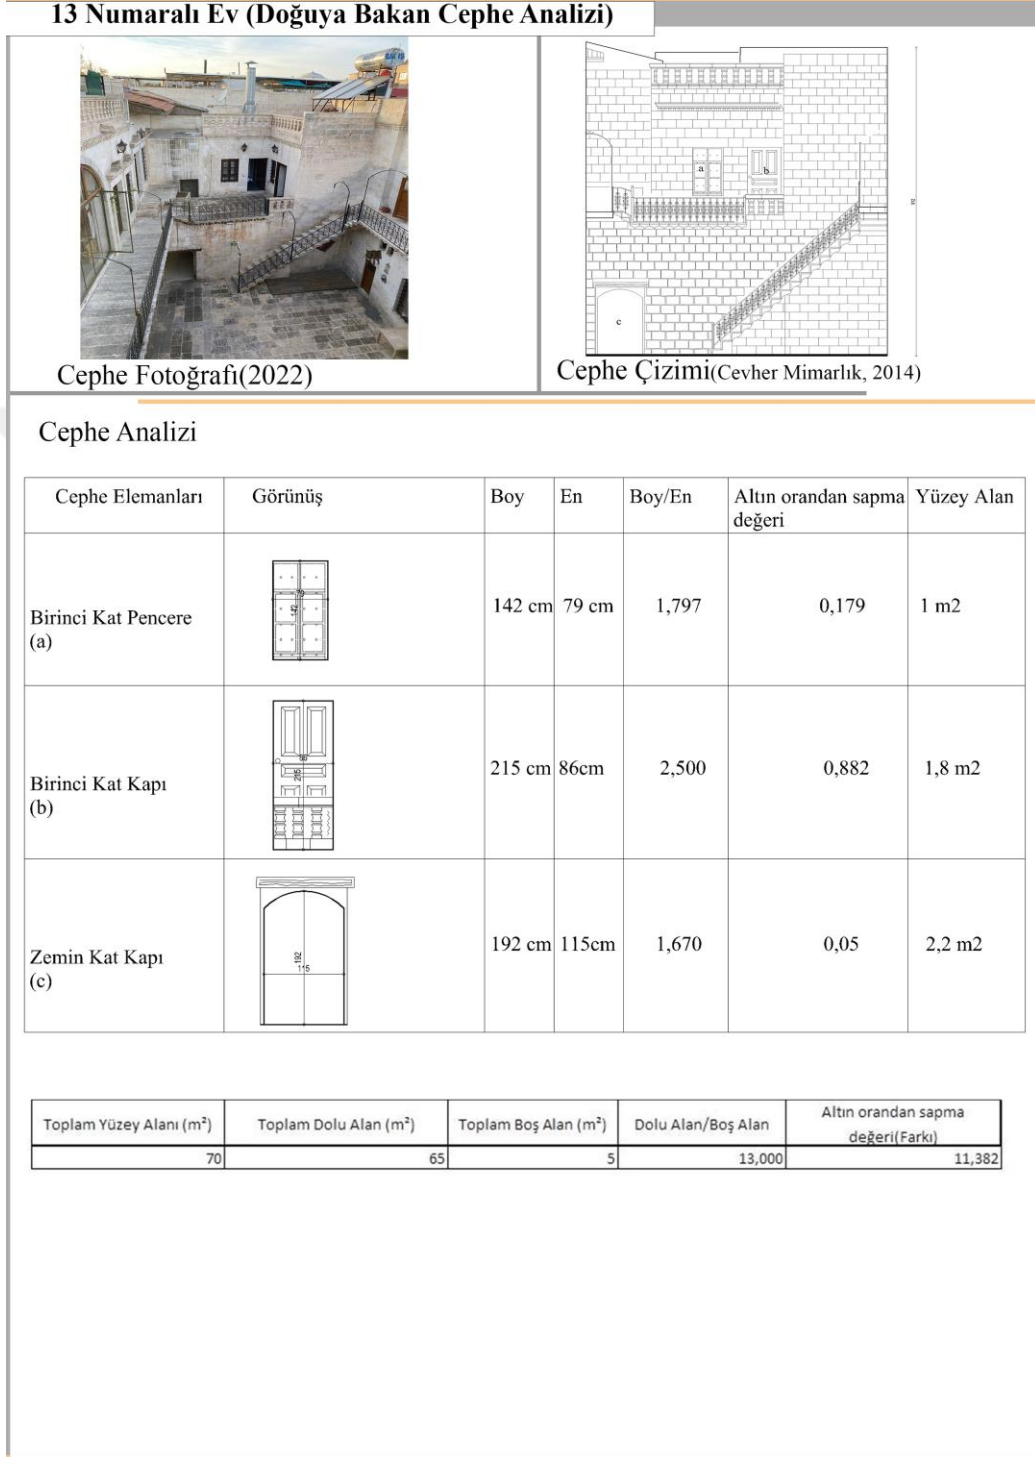 13 Numaralı Ev (Doğuya Bakan Cephe Analizi)
Cephe Fotoğrafı(2022)
a
b
c
Cephe Çizimi(Cevher Mimarlık, 2014)
Cephe Analizi
Cephe Elemanları Görünüş Boy En Boy/En Altın orandan sapma değeri Yüzey Alan
Birinci Kat Pencere
(a)
79
142
142 cm 79 cm 1,797 0,179 1 m2
Birinci Kat Kapı
(b)
215
215 cm 86cm 2,500 0,882 1,8 m2
Zemin Kat Kapı
(c)
192
115
192 cm 115cm 1,670 0,05 2,2 m2
Toplam Yüzey Alanı (m²) Toplam Dolu Alan (m²) Toplam Boş Alan (m²) Dolu Alan/Boş Alan Altın orandan sapma
değeri(Farkı)
70 65 5 13,000 11,382